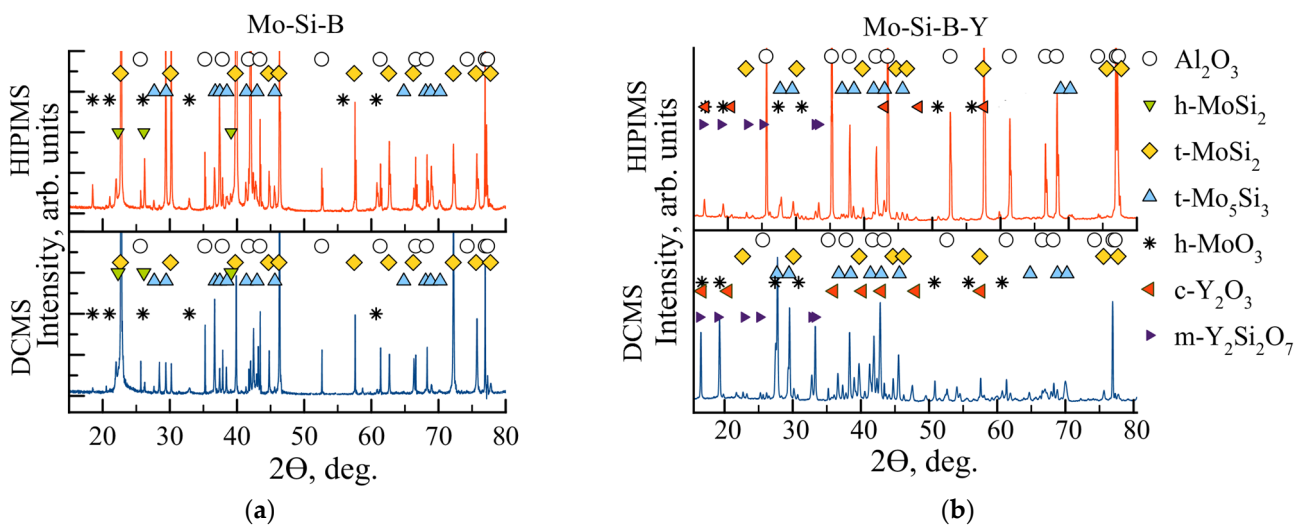 Mo-Si-B
Mo-Si-B-Y
HIPIMS
DCMS
Intensity, arb. units
20 30 40 50 60 70 80
2Θ, deg.
(a)
HIPIMS
DCMS
Intensity, arb. units
20 30 40 50 60 70 80
2Θ, deg.
(b)
Al₂O₃
h-MoSi₂
t-MoSi₂
t-Mo₅Si₃
h-MoO₃
c-Y₂O₃
m-Y₂Si₂O₇